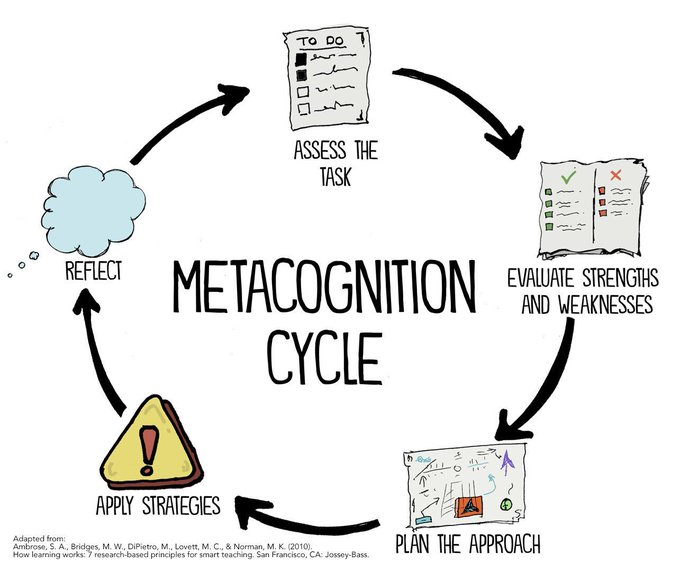 TO DO
ASSESS THE
TASK
EVALUATE STRENGTHS
AND WEAKNESSES
REFLECT
METACOGNITION
CYCLE
APPLY STRATEGIES
PLAN THE APPROACH
Adapted from:
Ambrose, S. A., Bridges, M. W., DiPietro, M., Lovett, M. C., & Norman, M. K. (2010).
How learning works: 7 research-based principles for smart teaching. San Francisco, CA: Jossey-Bass.